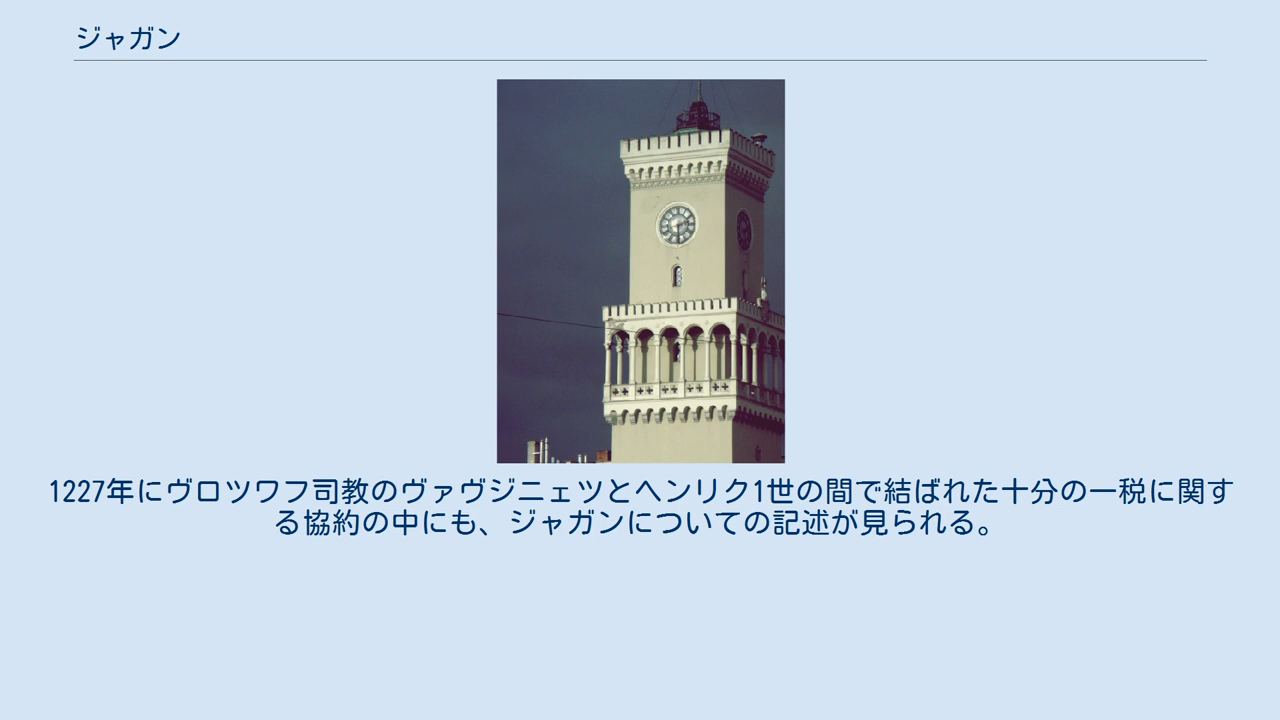 ジャガン
1227年にヴロツワフ司教のヴァヴジニェツとヘンリク1世の間で結ばれた十分の一税に関す
る協約の中にも、ジャガンについての記述が見られる。